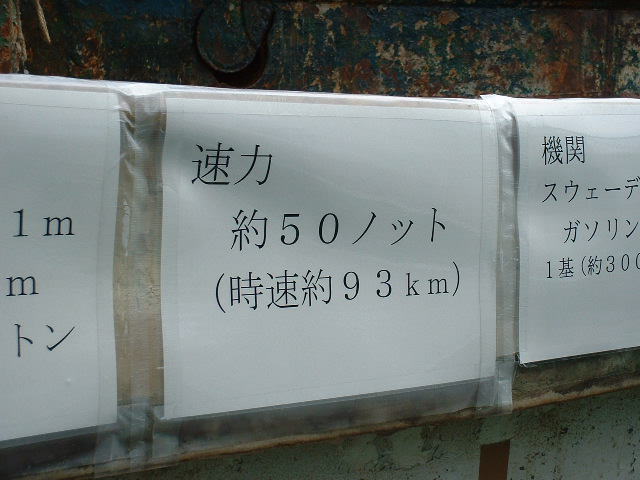 １ｍ
ｍ
トン
速力
約５０ノット
(時速約９３ｋｍ)
機関
スウェーデ
ガソリン
１基(約３００